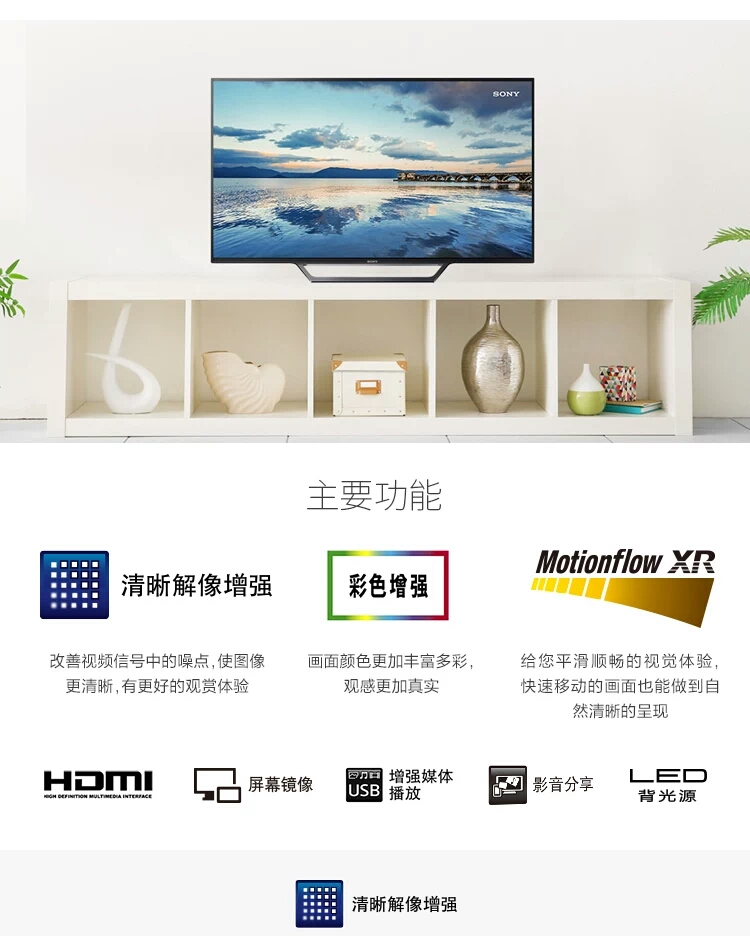 SONY
SONY
主要功能
清晰解像增强
彩色增强
Motionflow XR
改善视频信号中的噪点,使图像
更清晰,有更好的观赏体验
画面颜色更加丰富多彩,
观感更加真实
给您平滑顺畅的视觉体验,
快速移动的画面也能做到自
然清晰的呈现
HDMI
HIGH DEFINITION MULTIMEDIA INTERFACE
屏幕镜像
USB
增强媒体
播放
影音分享
LED
背光源
清晰解像增强